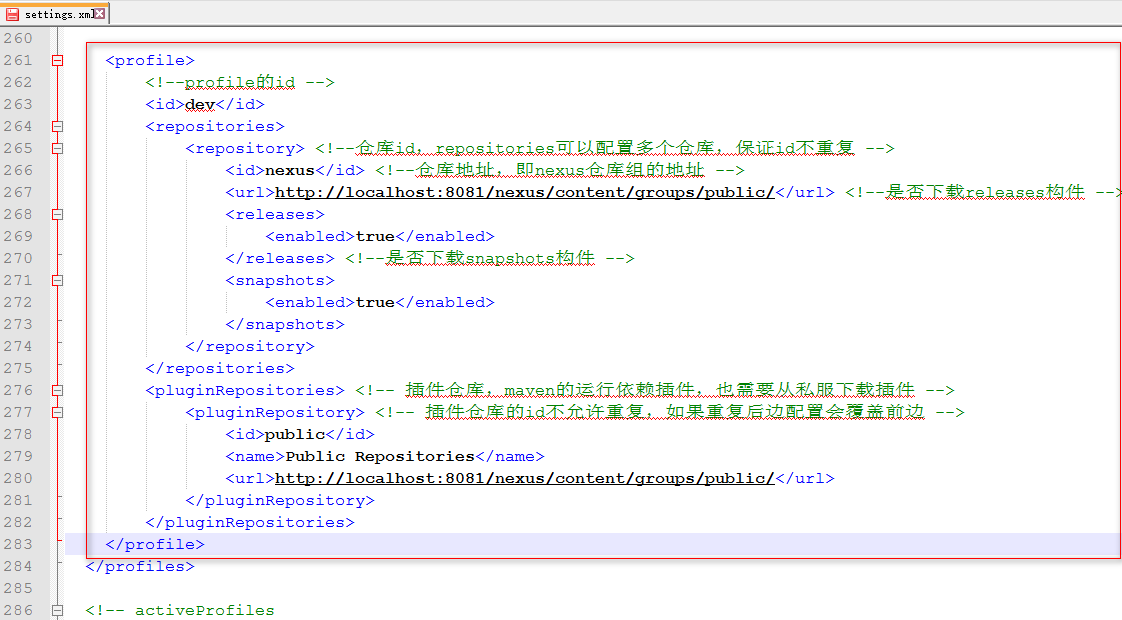 settings.xml
260
261 <profile>
262 <!--profile的id -->
263 <id>dev</id>
264 <repositories>
265 <repository> <!--仓库id，repositories可以配置多个仓库，保证id不重复 -->
266 <id>nexus</id> <!--仓库地址，即nexus仓库组的地址 -->
267 <url>http://localhost:8081/nexus/content/groups/public/</url> <!--是否下载releases构件 -->
268 <releases>
269 <enabled>true</enabled>
270 </releases> <!--是否下载snapshots构件 -->
271 <snapshots>
272 <enabled>true</enabled>
273 </snapshots>
274 </repository>
275 </repositories>
276 <pluginRepositories> <!-- 插件仓库，maven的运行依赖插件，也需要从私服下载插件 -->
277 <pluginRepository> <!-- 插件仓库的id不允许重复，如果重复后边配置会覆盖前边 -->
278 <id>public</id>
279 <name>Public Repositories</name>
280 <url>http://localhost:8081/nexus/content/groups/public/</url>
281 </pluginRepository>
282 </pluginRepositories>
283 </profile>
284 </profiles>
285
286 <!-- activeProfiles